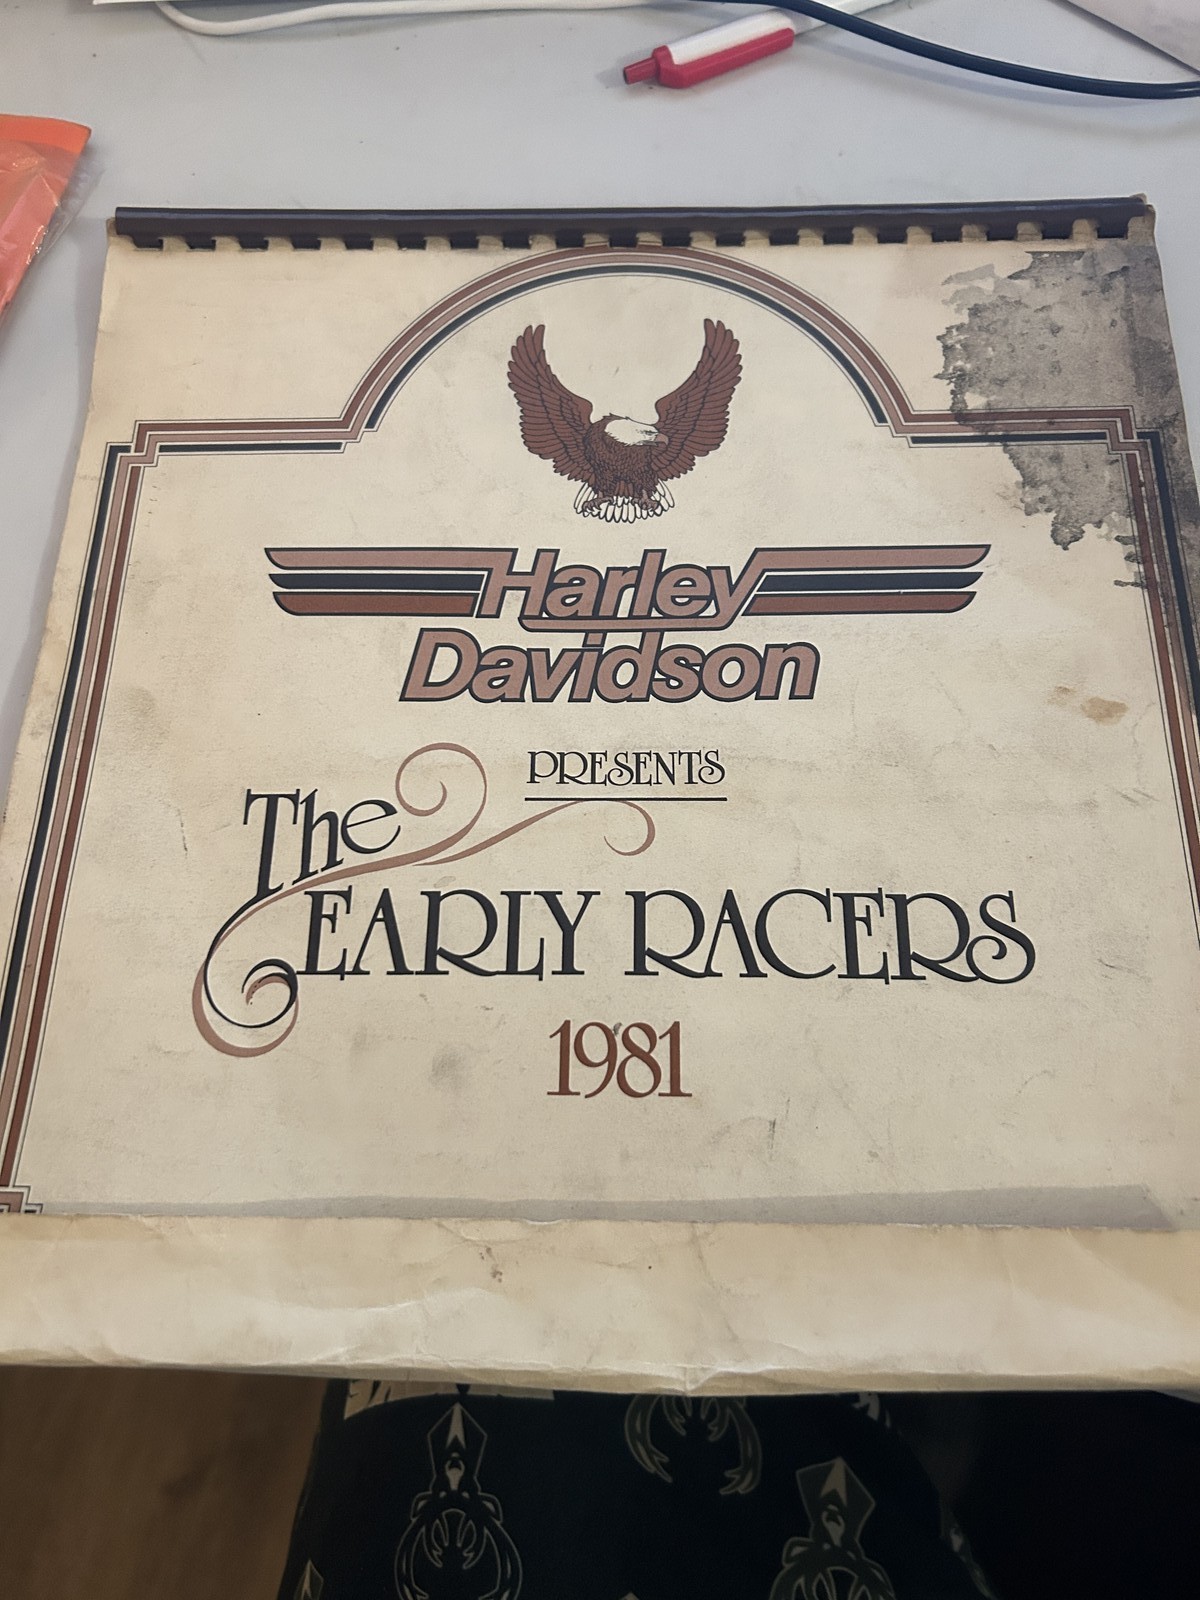 Harley
Davidson
PRESENTS
The
EARLY RACERS
1981